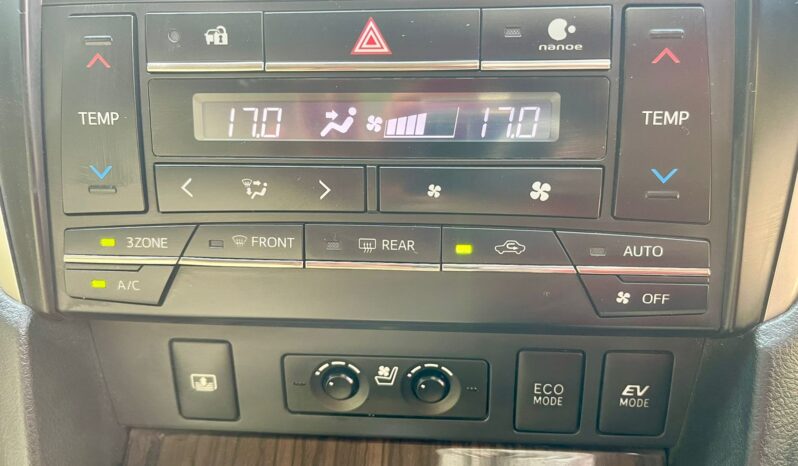 nanoe
TEMP 17.0 17.0 TEMP
3ZONE FRONT REAR AUTO
A/C OFF
ECO MODE EV MODE